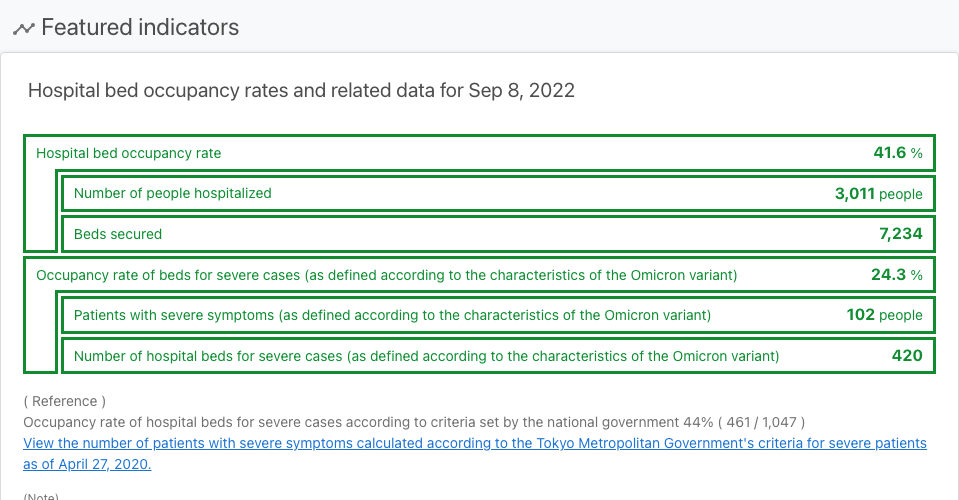 Featured indicators
Hospital bed occupancy rates and related data for Sep 8, 2022
Hospital bed occupancy rate 41.6 %
Number of people hospitalized 3,011 people
Beds secured 7,234
Occupancy rate of beds for severe cases (as defined according to the characteristics of the Omicron variant) 24.3 %
Patients with severe symptoms (as defined according to the characteristics of the Omicron variant) 102 people
Number of hospital beds for severe cases (as defined according to the characteristics of the Omicron variant) 420
( Reference )
Occupancy rate of hospital beds for severe cases according to criteria set by the national government 44% ( 461 / 1,047 )
View the number of patients with severe symptoms calculated according to the Tokyo Metropolitan Government's criteria for severe patients
as of April 27, 2020.
(Note)